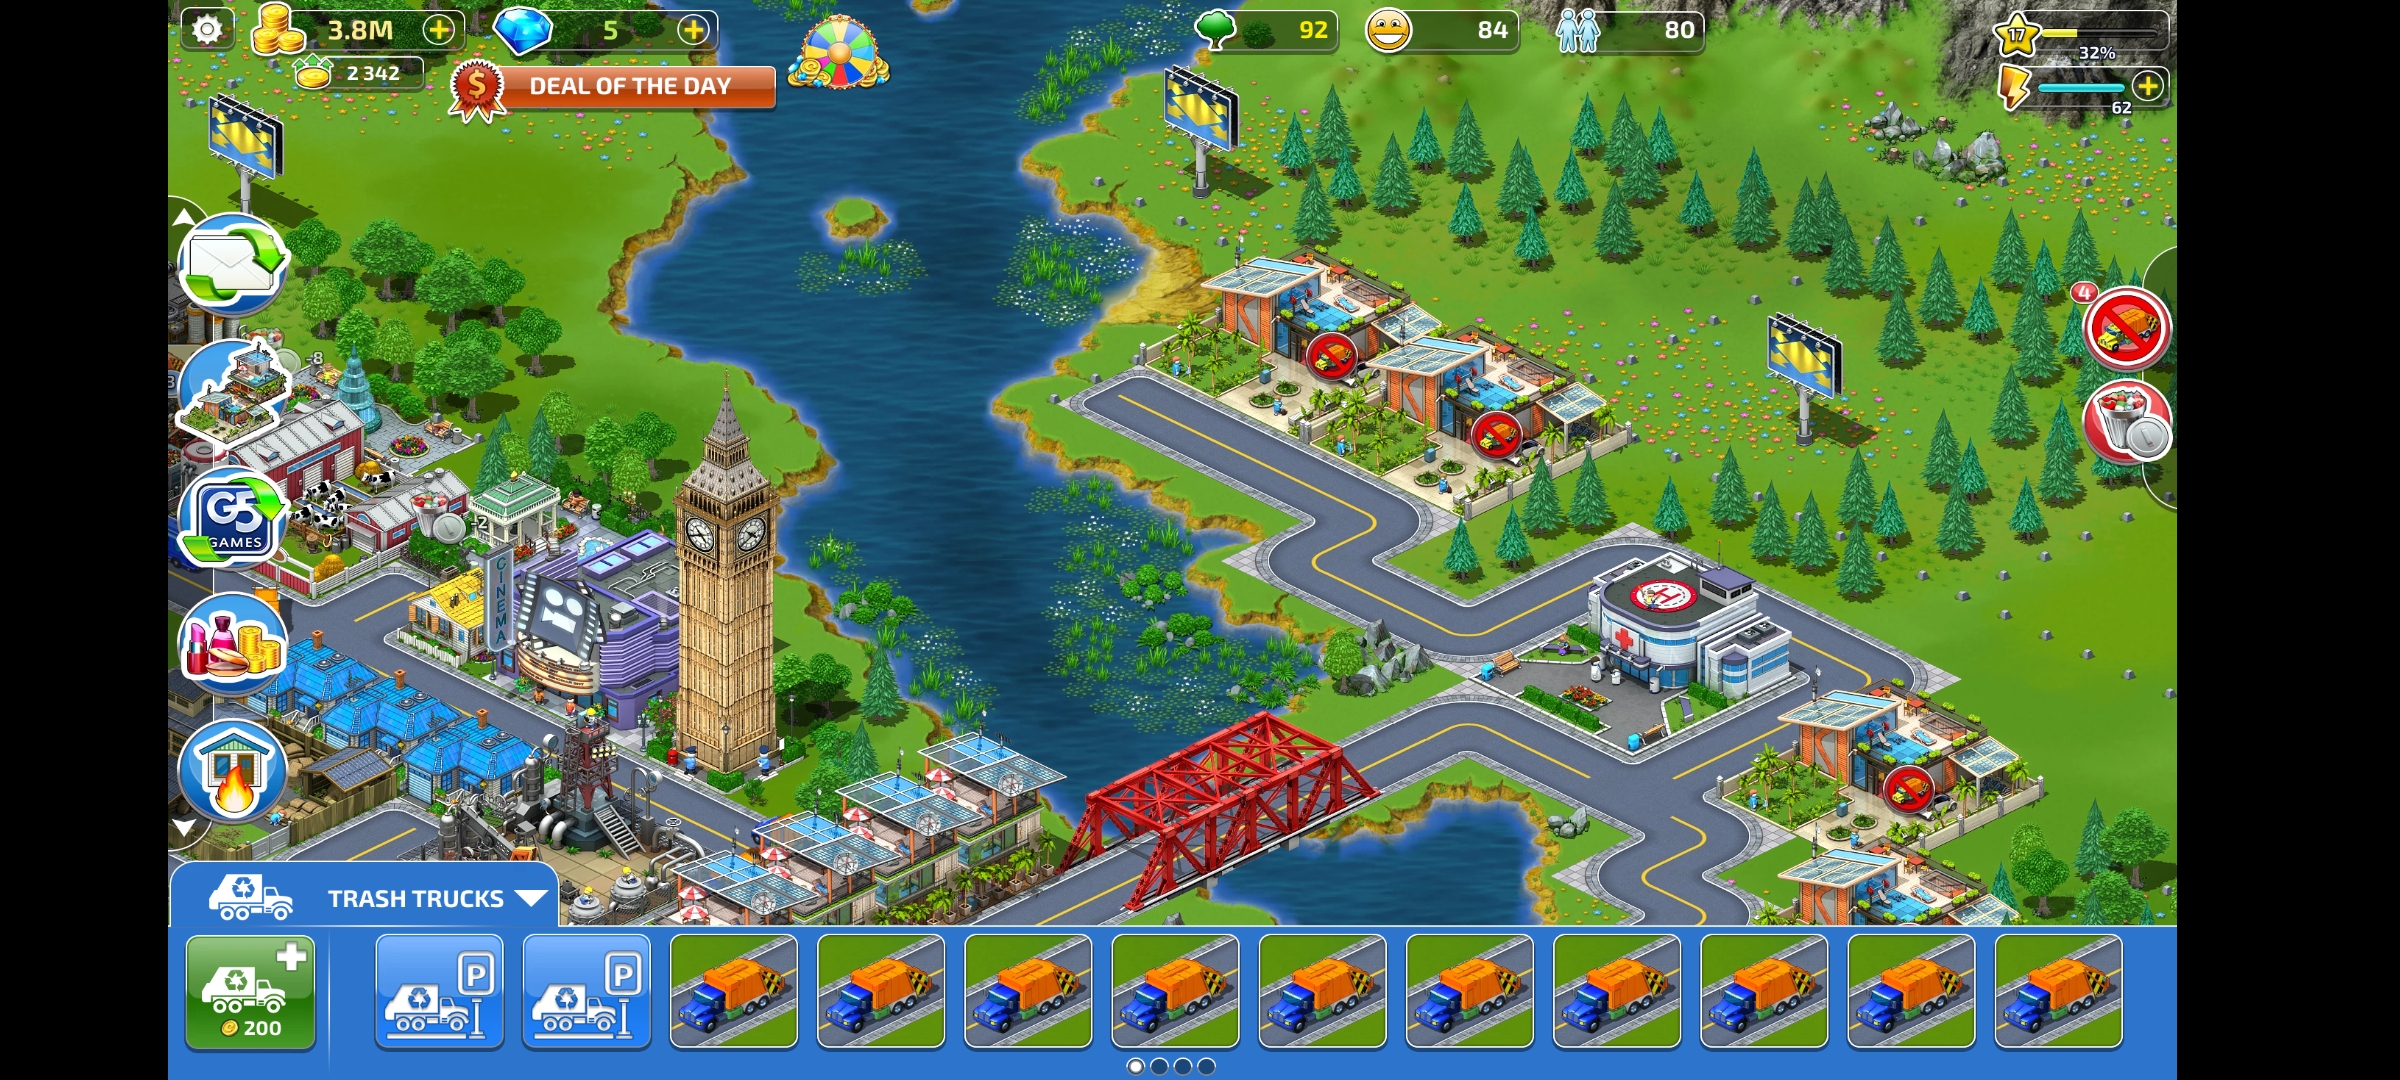 3.8M
5
92
84
80
17
32%
2 342
DEAL OF THE DAY
62
4
-8
-2
G5
GAMES
CINEMA
H
TRASH TRUCKS
P
P
200